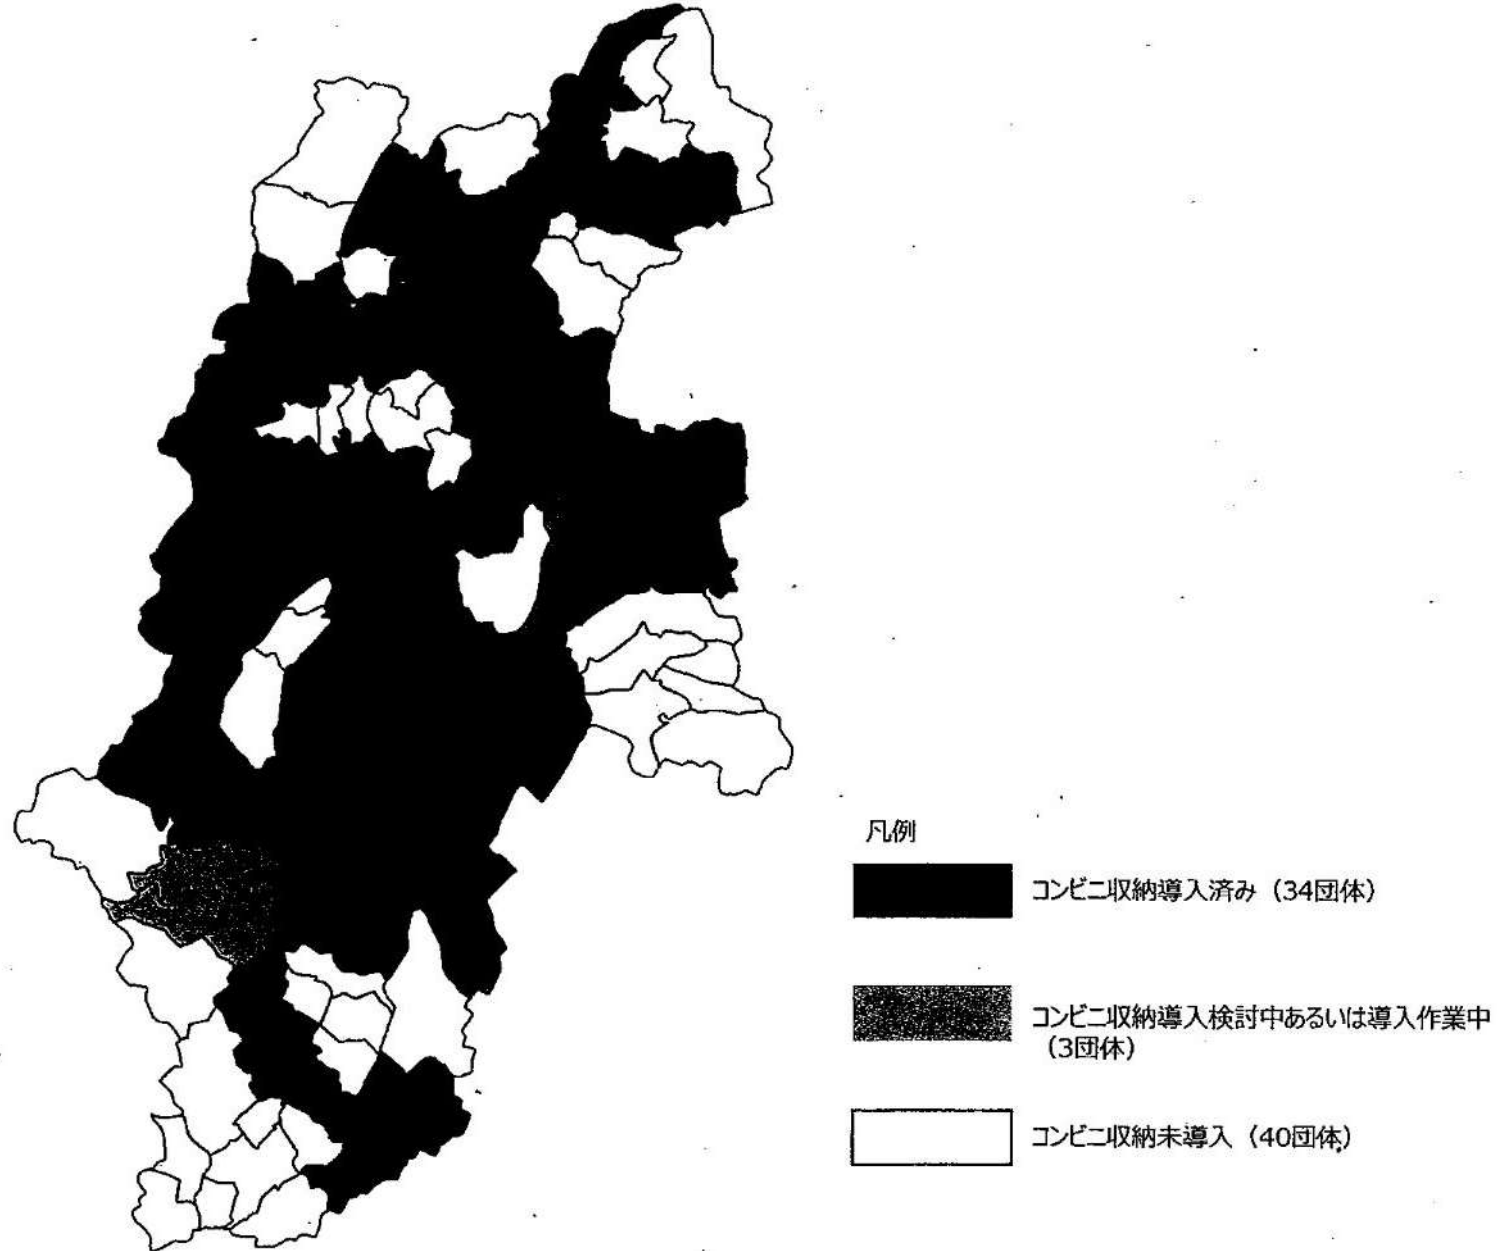 凡例
コンビニ収納導入済み（34団体）
コンビニ収納導入検討中あるいは導入作業中
（3団体）
コンビニ収納未導入（40団体）